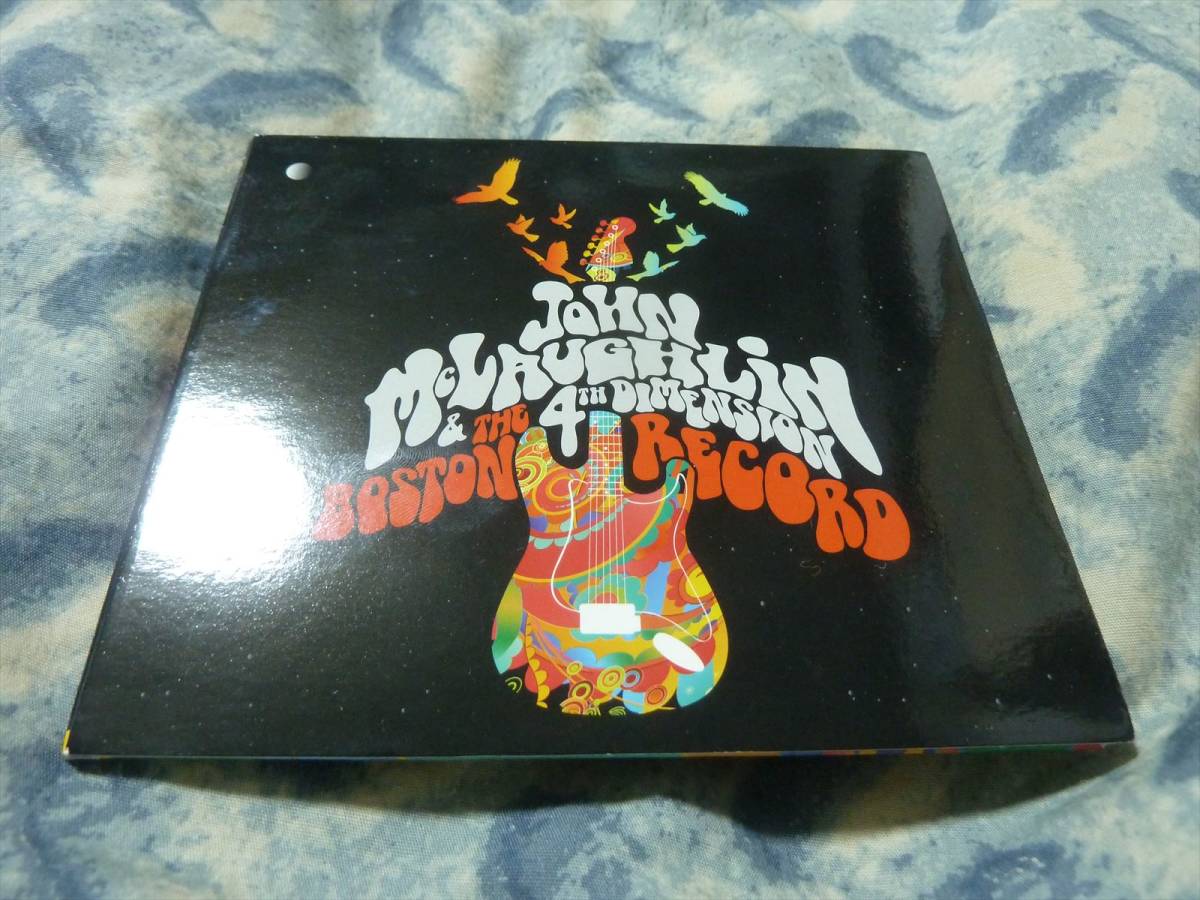 JOHN
McLAUGHLIN
& THE 4TH DIMENSION
BOSTON RECORD